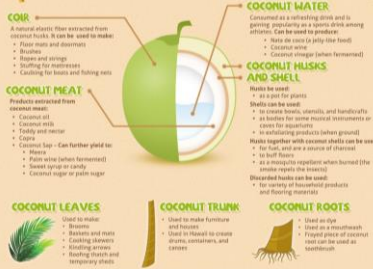 COIR
A natural elastic fiber extracted from
coconut husks. It can be used to make:
• Floor mats and doormats
• Brushes
• Ropes and strings
• Stuffing for mattresses
• Caulking for boats and fishing nets
COCONUT MEAT
Products extracted from
coconut meat:
• Coconut oil
• Coconut milk
• Toddy and nectar
• Copra
• Coconut Sap - Can further yield to:
• Neera
• Palm wine (when fermented)
• Sweet syrup or candy
• Coconut sugar or palm sugar
COCONUT WATER
Consumed as a refreshing drink and is
gaining popularity as a sports drink among
athletes. Can be used to produce:
• Nata de coco (a jelly-like food)
• Coconut wine
• Coconut vinegar (when fermented)
COCONUT HUSKS
AND SHELL
Husks be used:
• as a pot for plants
Shells can be used:
• to create bowls, utensils, and handicrafts
• as bodies for some musical instruments or
caves for aquariums
• in exfoliating products (when ground)
Husks together with coconut shells can be used:
• for fuel, and are a source of charcoal
• to buff floors
• as a mosquito repellent when burned (the
smoke repels the insects)
Discarded husks can be used:
• for variety of household products
and flooring materials
COCONUT LEAVES
Used to make:
• Brooms
• Baskets and mats
• Cooking skewers
• Kindling arrows
• Roofing thatch and
temporary sheds
COCONUT TRUNK
• Used to make furniture
and houses
• Used in Hawaii to create
drums, containers, and
canoes
COCONUT ROOTS
• Used as dye
• Used as a mouthwash
• Frayed piece of coconut
root can be used as
toothbrush